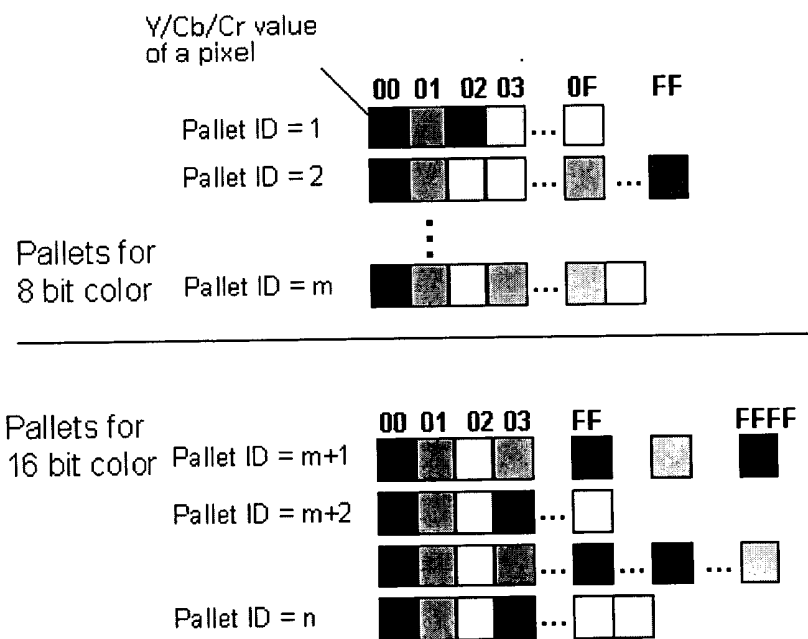 Y/Cb/Cr value
of a pixel
00 01 02 03 0F FF
Pallet ID = 1 ...
Pallet ID = 2 ... ...
Pallets for
8 bit color
Pallet ID = m ...
Pallets for
16 bit color
00 01 02 03 FF FFFF
Pallet ID = m+1
Pallet ID = m+2 ...
... ... ...
Pallet ID = n ...